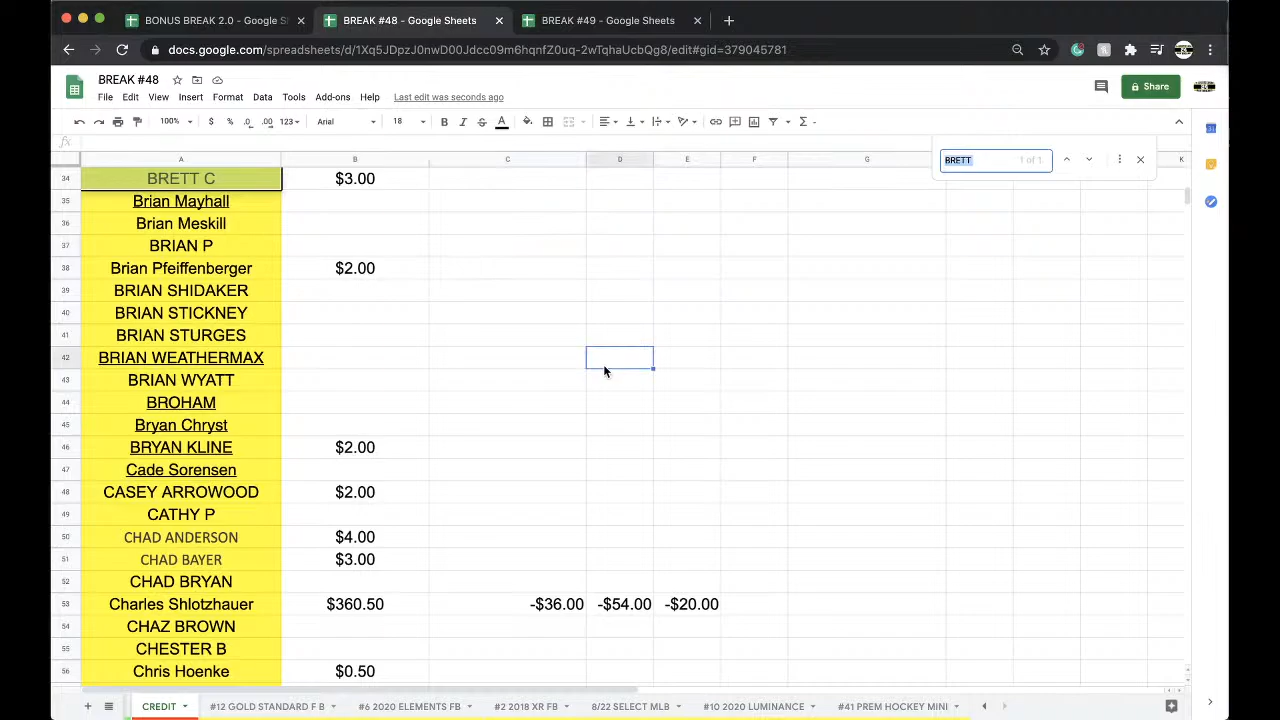 BONUS BREAK 2.0 - Google S
BREAK #48 - Google Sheets
BREAK #49 - Google Sheets
docs.google.com/spreadsheets/d/1Xq5JDpzJ0nwD00Jdcc09m6hqnfZ0uq-2wTqhaUcbQg8/edit#gid=379045781
BREAK #48
File Edit View Insert Format Data Tools Add-ons Help Last edit was seconds ago
Share
100% $ % .0 .00 123 Arial 18 B I S A
fx
BRETT 1 of 1
A B C D E F G K
34 BRETT C $3.00
35 Brian Mayhall
36 Brian Meskill
37 BRIAN P
38 Brian Pfeiffenberger $2.00
39 BRIAN SHIDAKER
40 BRIAN STICKNEY
41 BRIAN STURGES
42 BRIAN WEATHERMAX
43 BRIAN WYATT
44 BROHAM
45 Bryan Chryst
46 BRYAN KLINE $2.00
47 Cade Sorensen
48 CASEY ARROWOOD $2.00
49 CATHY P
50 CHAD ANDERSON $4.00
51 CHAD BAYER $3.00
52 CHAD BRYAN
53 Charles Shlotzhauer $360.50 -$36.00 -$54.00 -$20.00
54 CHAZ BROWN
55 CHESTER B
56 Chris Hoenke $0.50
CREDIT #12 GOLD STANDARD F B #6 2020 ELEMENTS FB #2 2018 XR FB 8/22 SELECT MLB #10 2020 LUMINANCE #41 PREM HOCKEY MINI